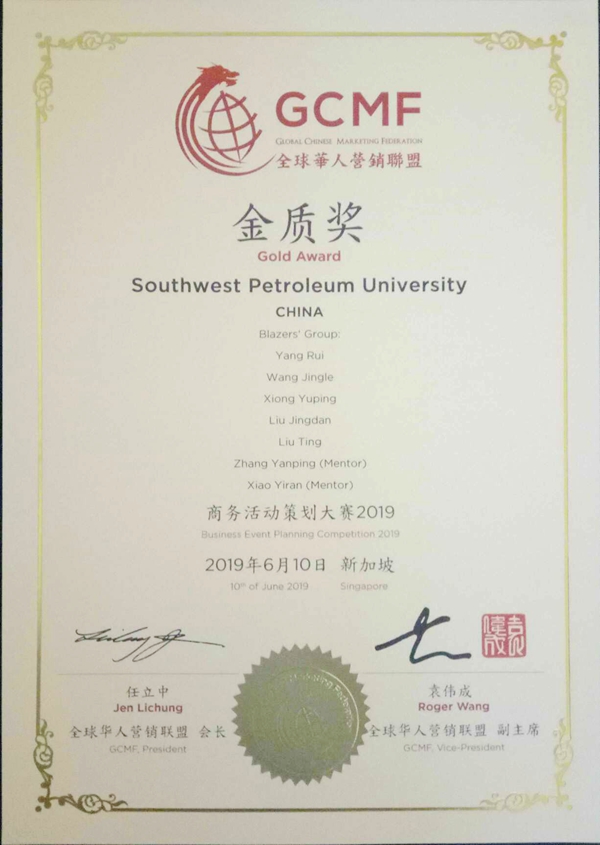 GCMF
GLOBAL CHINESE MARKETING FEDERATION
全球華人营銷聯盟
金质奖
Gold Award
Southwest Petroleum University
CHINA
Blazers' Group:
Yang Rui
Wang Jingle
Xiong Yuping
Liu Jingdan
Liu Ting
Zhang Yanping (Mentor)
Xiao Yiran (Mentor)
商务活动策划大赛2019
Business Event Planning Competition 2019
2019年6月10日 新加坡
10th of June 2019 Singapore
任立中
Jen Lichung
全球华人营销联盟 会长
GCMF, President
袁伟成
Roger Wang
全球华人营销联盟 副主席
GCMF, Vice-President